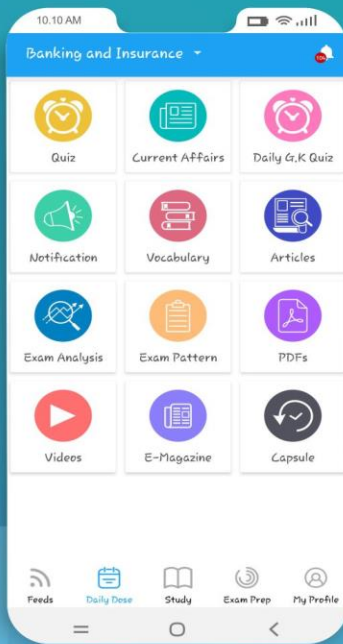 10.10 AM
Banking and Insurance
104
Quiz
Current Affairs
Daily G.K Quiz
Notification
Vocabulary
Articles
Exam Analysis
Exam Pattern
PDFs
Videos
E-Magazine
Capsule
Feeds
Daily Dose
Study
Exam Prep
My Profile